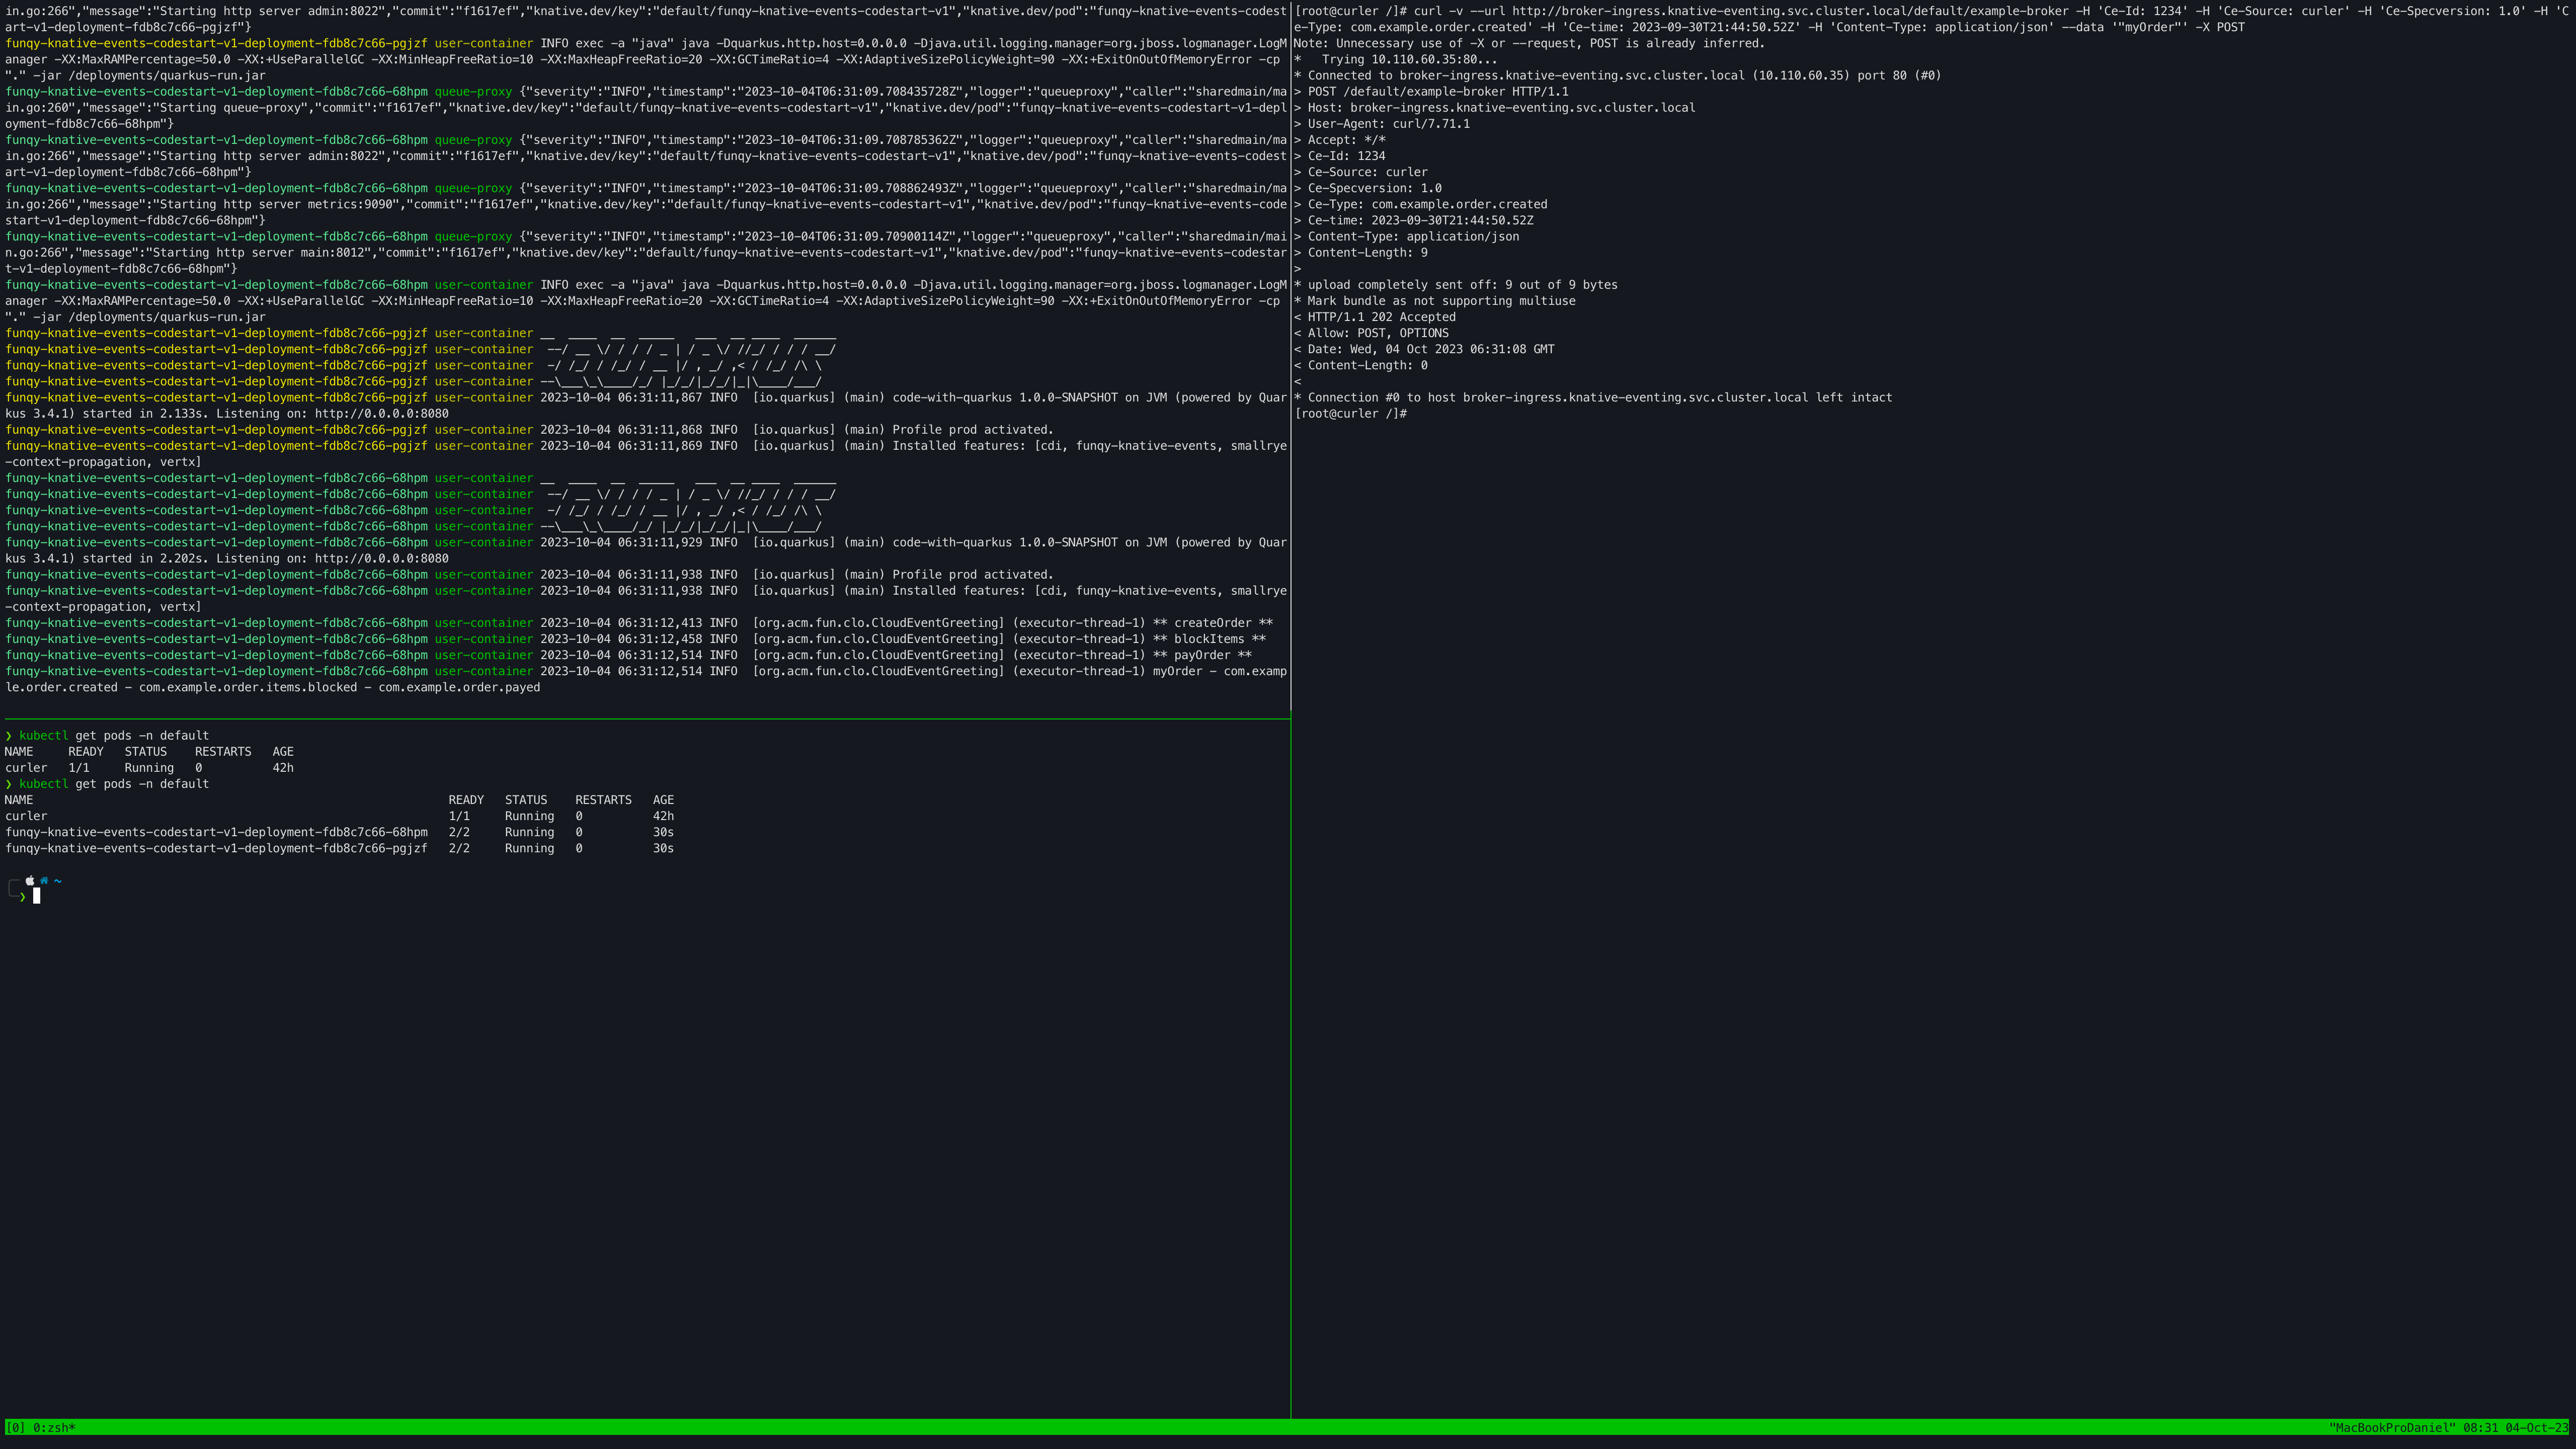 in.go:266","message":"Starting http server admin:8022","commit":"f1617ef","knative.dev/key":"default/funqy-knative-events-codestart-v1","knative.dev/pod":"funqy-knative-events-codest
art-v1-deployment-fdb8c7c66-pgjzf"}
funqy-knative-events-codestart-v1-deployment-fdb8c7c66-pgjzf user-container INFO exec -a "java" java -Dquarkus.http.host=0.0.0.0 -Djava.util.logging.manager=org.jboss.logmanager.LogM
anager -XX:MaxRAMPercentage=50.0 -XX:+UseParallelGC -XX:MinHeapFreeRatio=10 -XX:MaxHeapFreeRatio=20 -XX:GCTimeRatio=4 -XX:AdaptiveSizePolicyWeight=90 -XX:+ExitOnOutOfMemoryError -cp
"." -jar /deployments/quarkus-run.jar
funqy-knative-events-codestart-v1-deployment-fdb8c7c66-68hpm queue-proxy {"severity":"INFO","timestamp":"2023-10-04T06:31:09.708435728Z","logger":"queueproxy","caller":"sharedmain/ma
in.go:260","message":"Starting queue-proxy","commit":"f1617ef","knative.dev/key":"default/funqy-knative-events-codestart-v1","knative.dev/pod":"funqy-knative-events-codestart-v1-depl
oyment-fdb8c7c66-68hpm"}
funqy-knative-events-codestart-v1-deployment-fdb8c7c66-68hpm queue-proxy {"severity":"INFO","timestamp":"2023-10-04T06:31:09.708785362Z","logger":"queueproxy","caller":"sharedmain/ma
in.go:266","message":"Starting http server admin:8022","commit":"f1617ef","knative.dev/key":"default/funqy-knative-events-codestart-v1","knative.dev/pod":"funqy-knative-events-codest
art-v1-deployment-fdb8c7c66-68hpm"}
funqy-knative-events-codestart-v1-deployment-fdb8c7c66-68hpm queue-proxy {"severity":"INFO","timestamp":"2023-10-04T06:31:09.708862493Z","logger":"queueproxy","caller":"sharedmain/ma
in.go:266","message":"Starting http server metrics:9090","commit":"f1617ef","knative.dev/key":"default/funqy-knative-events-codestart-v1","knative.dev/pod":"funqy-knative-events-code
start-v1-deployment-fdb8c7c66-68hpm"}
funqy-knative-events-codestart-v1-deployment-fdb8c7c66-68hpm queue-proxy {"severity":"INFO","timestamp":"2023-10-04T06:31:09.70900114Z","logger":"queueproxy","caller":"sharedmain/mai
n.go:266","message":"Starting http server main:8012","commit":"f1617ef","knative.dev/key":"default/funqy-knative-events-codestart-v1","knative.dev/pod":"funqy-knative-events-codestar
t-v1-deployment-fdb8c7c66-68hpm"}
funqy-knative-events-codestart-v1-deployment-fdb8c7c66-68hpm user-container INFO exec -a "java" java -Dquarkus.http.host=0.0.0.0 -Djava.util.logging.manager=org.jboss.logmanager.LogM
anager -XX:MaxRAMPercentage=50.0 -XX:+UseParallelGC -XX:MinHeapFreeRatio=10 -XX:MaxHeapFreeRatio=20 -XX:GCTimeRatio=4 -XX:AdaptiveSizePolicyWeight=90 -XX:+ExitOnOutOfMemoryError -cp
"." -jar /deployments/quarkus-run.jar
funqy-knative-events-codestart-v1-deployment-fdb8c7c66-pgjzf user-container __  ____  __  _____   ___  __ ____  ______
funqy-knative-events-codestart-v1-deployment-fdb8c7c66-pgjzf user-container  --/ __ \/ / / / _ | / _ \/ //_/ / / / __/
funqy-knative-events-codestart-v1-deployment-fdb8c7c66-pgjzf user-container  -/ /_/ / /_/ / __ |/ , _/ ,< / /_/ /\ \
funqy-knative-events-codestart-v1-deployment-fdb8c7c66-pgjzf user-container --\___\_\____/_/ |_/_/|_/_/|_|\____/___/
funqy-knative-events-codestart-v1-deployment-fdb8c7c66-pgjzf user-container 2023-10-04 06:31:11,867 INFO  [io.quarkus] (main) code-with-quarkus 1.0.0-SNAPSHOT on JVM (powered by Quar
kus 3.4.1) started in 2.133s. Listening on: http://0.0.0.0:8080
funqy-knative-events-codestart-v1-deployment-fdb8c7c66-pgjzf user-container 2023-10-04 06:31:11,868 INFO  [io.quarkus] (main) Profile prod activated.
funqy-knative-events-codestart-v1-deployment-fdb8c7c66-pgjzf user-container 2023-10-04 06:31:11,869 INFO  [io.quarkus] (main) Installed features: [cdi, funqy-knative-events, smallrye
-context-propagation, vertx]
funqy-knative-events-codestart-v1-deployment-fdb8c7c66-68hpm user-container __  ____  __  _____   ___  __ ____  ______
funqy-knative-events-codestart-v1-deployment-fdb8c7c66-68hpm user-container  --/ __ \/ / / / _ | / _ \/ //_/ / / / __/
funqy-knative-events-codestart-v1-deployment-fdb8c7c66-68hpm user-container  -/ /_/ / /_/ / __ |/ , _/ ,< / /_/ /\ \
funqy-knative-events-codestart-v1-deployment-fdb8c7c66-68hpm user-container --\___\_\____/_/ |_/_/|_/_/|_|\____/___/
funqy-knative-events-codestart-v1-deployment-fdb8c7c66-68hpm user-container 2023-10-04 06:31:11,929 INFO  [io.quarkus] (main) code-with-quarkus 1.0.0-SNAPSHOT on JVM (powered by Quar
kus 3.4.1) started in 2.202s. Listening on: http://0.0.0.0:8080
funqy-knative-events-codestart-v1-deployment-fdb8c7c66-68hpm user-container 2023-10-04 06:31:11,938 INFO  [io.quarkus] (main) Profile prod activated.
funqy-knative-events-codestart-v1-deployment-fdb8c7c66-68hpm user-container 2023-10-04 06:31:11,938 INFO  [io.quarkus] (main) Installed features: [cdi, funqy-knative-events, smallrye
-context-propagation, vertx]
funqy-knative-events-codestart-v1-deployment-fdb8c7c66-68hpm user-container 2023-10-04 06:31:12,413 INFO  [org.acm.fun.clo.CloudEventGreeting] (executor-thread-1) ** createOrder **
funqy-knative-events-codestart-v1-deployment-fdb8c7c66-68hpm user-container 2023-10-04 06:31:12,458 INFO  [org.acm.fun.clo.CloudEventGreeting] (executor-thread-1) ** blockItems **
funqy-knative-events-codestart-v1-deployment-fdb8c7c66-68hpm user-container 2023-10-04 06:31:12,514 INFO  [org.acm.fun.clo.CloudEventGreeting] (executor-thread-1) ** payOrder **
funqy-knative-events-codestart-v1-deployment-fdb8c7c66-68hpm user-container 2023-10-04 06:31:12,514 INFO  [org.acm.fun.clo.CloudEventGreeting] (executor-thread-1) myOrder - com.examp
le.order.created - com.example.order.items.blocked - com.example.order.payed
❯ kubectl get pods -n default
NAME     READY   STATUS    RESTARTS   AGE
curler   1/1     Running   0          42h
❯ kubectl get pods -n default
NAME                                                           READY   STATUS    RESTARTS   AGE
curler                                                         1/1     Running   0          42h
funqy-knative-events-codestart-v1-deployment-fdb8c7c66-68hpm   2/2     Running   0          30s
funqy-knative-events-codestart-v1-deployment-fdb8c7c66-pgjzf   2/2     Running   0          30s
~
❯
[root@curler /]# curl -v --url http://broker-ingress.knative-eventing.svc.cluster.local/default/example-broker -H 'Ce-Id: 1234' -H 'Ce-Source: curler' -H 'Ce-Specversion: 1.0' -H 'C
e-Type: com.example.order.created' -H 'Ce-time: 2023-09-30T21:44:50.52Z' -H 'Content-Type: application/json' --data '"myOrder"' -X POST
Note: Unnecessary use of -X or --request, POST is already inferred.
*   Trying 10.110.60.35:80...
* Connected to broker-ingress.knative-eventing.svc.cluster.local (10.110.60.35) port 80 (#0)
> POST /default/example-broker HTTP/1.1
> Host: broker-ingress.knative-eventing.svc.cluster.local
> User-Agent: curl/7.71.1
> Accept: */*
> Ce-Id: 1234
> Ce-Source: curler
> Ce-Specversion: 1.0
> Ce-Type: com.example.order.created
> Ce-time: 2023-09-30T21:44:50.52Z
> Content-Type: application/json
> Content-Length: 9
>
* upload completely sent off: 9 out of 9 bytes
* Mark bundle as not supporting multiuse
< HTTP/1.1 202 Accepted
< Allow: POST, OPTIONS
< Date: Wed, 04 Oct 2023 06:31:08 GMT
< Content-Length: 0
<
* Connection #0 to host broker-ingress.knative-eventing.svc.cluster.local left intact
[root@curler /]#
[0] 0:zsh*
"MacBookProDaniel" 08:31 04-Oct-23